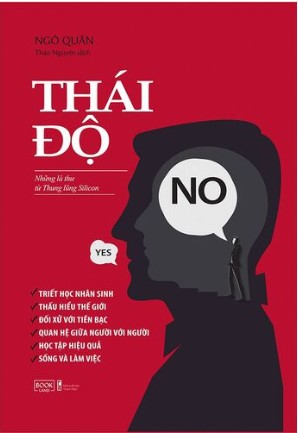 NGÔ QUÂN
Thảo Nguyên dịch
THÁI
ĐỘ
Những lá thư
từ Thung lũng Silicon
NO
YES
TRIẾT HỌC NHÂN SINH
THẤU HIỂU THẾ GIỚI
ĐỐI XỬ VỚI TIỀN BẠC
QUAN HỆ GIỮA NGƯỜI VỚI NGƯỜI
HỌC TẬP HIỆU QUẢ
SỐNG VÀ LÀM VIỆC
BOOK
LAND